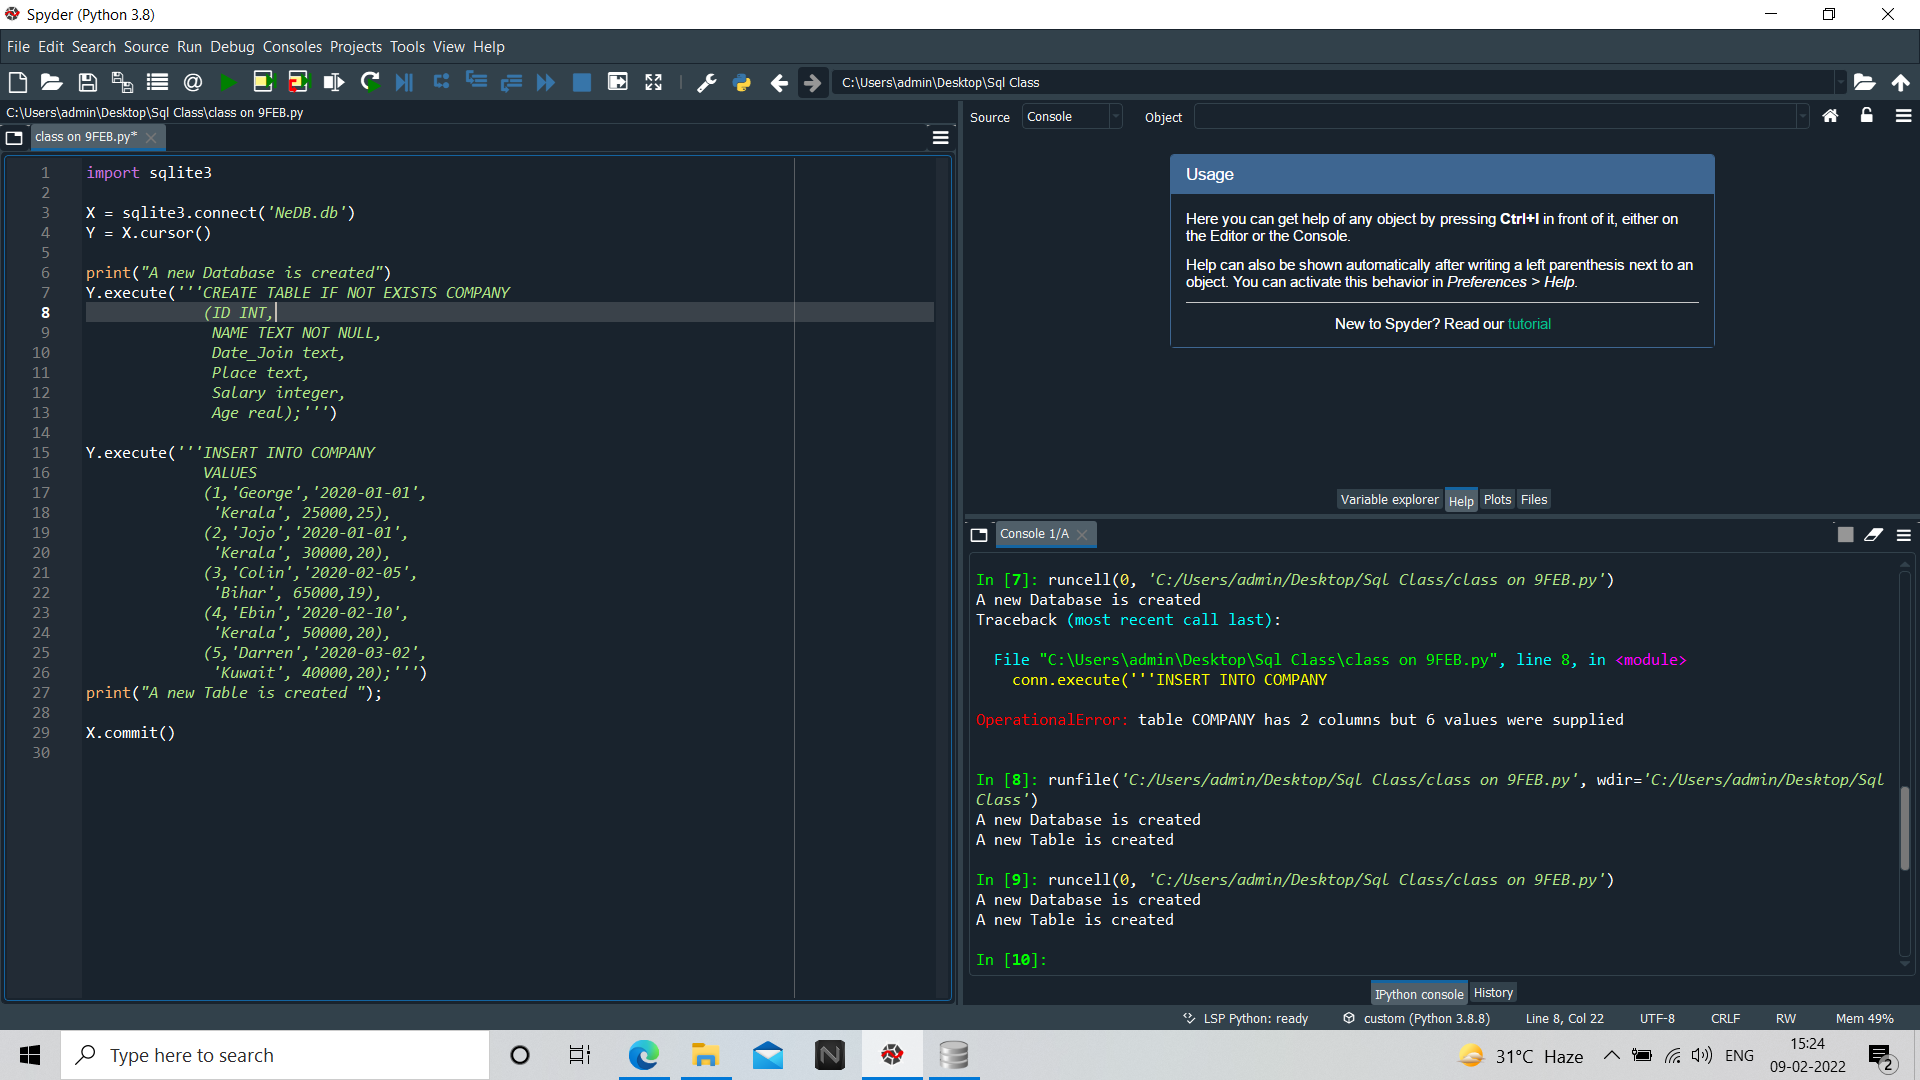 Spyder (Python 3.8)
File Edit Search Source Run Debug Consoles Projects Tools View Help
C:\Users\admin\Desktop\Sql Class
C:\Users\admin\Desktop\Sql Class\class on 9FEB.py
class on 9FEB.py*
1 import sqlite3
2
3 X = sqlite3.connect('NeDB.db')
4 Y = X.cursor()
5
6 print("A new Database is created")
7 Y.execute('''CREATE TABLE IF NOT EXISTS COMPANY
8 (ID INT,
9 NAME TEXT NOT NULL,
10 Date_Join text,
11 Place text,
12 Salary integer,
13 Age real);''')
14
15 Y.execute('''INSERT INTO COMPANY
16 VALUES
17 (1,'George','2020-01-01',
18 'Kerala', 25000,25),
19 (2,'Jojo','2020-01-01',
20 'Kerala', 30000,20),
21 (3,'Colin','2020-02-05',
22 'Bihar', 65000,19),
23 (4,'Ebin','2020-02-10',
24 'Kerala', 50000,20),
25 (5,'Darren','2020-03-02',
26 'Kuwait', 40000,20);''')
27 print("A new Table is created ");
28
29 X.commit()
30
Source Console Object
Usage
Here you can get help of any object by pressing Ctrl+I in front of it, either on
the Editor or the Console.
Help can also be shown automatically after writing a left parenthesis next to an
object. You can activate this behavior in Preferences > Help.
New to Spyder? Read our tutorial
Variable explorer Help Plots Files
Console 1/A
In [7]: runcell(0, 'C:/Users/admin/Desktop/Sql Class/class on 9FEB.py')
A new Database is created
Traceback (most recent call last):
File "C:\Users\admin\Desktop\Sql Class\class on 9FEB.py", line 8, in <module>
conn.execute('''INSERT INTO COMPANY
OperationalError: table COMPANY has 2 columns but 6 values were supplied
In [8]: runfile('C:/Users/admin/Desktop/Sql Class/class on 9FEB.py', wdir='C:/Users/admin/Desktop/Sql
Class')
A new Database is created
A new Table is created
In [9]: runcell(0, 'C:/Users/admin/Desktop/Sql Class/class on 9FEB.py')
A new Database is created
A new Table is created
In [10]:
IPython console History
LSP Python: ready custom (Python 3.8.8) Line 8, Col 22 UTF-8 CRLF RW Mem 49%
Type here to search
31°C Haze ENG
15:24
09-02-2022
2